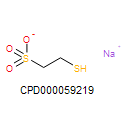 O⁻
O S O
SH Na⁻
CPD000059219